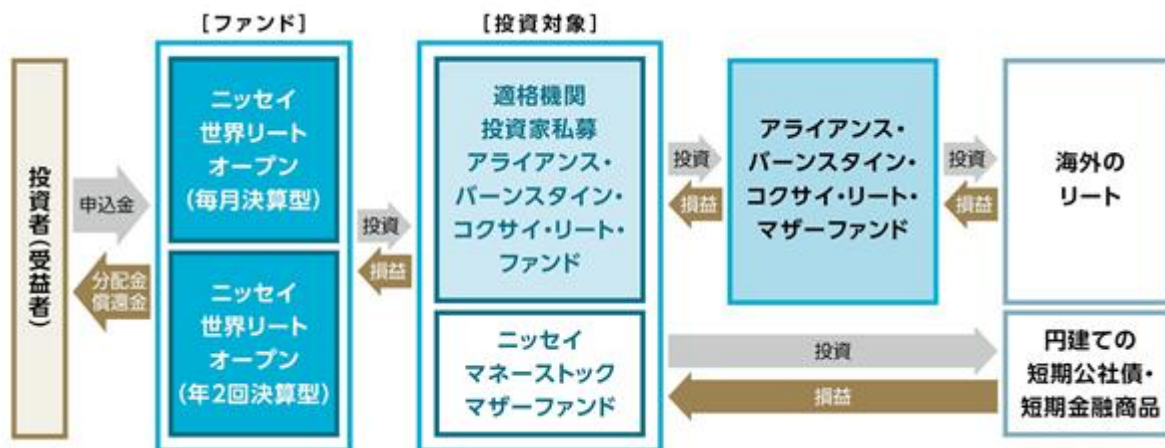 [ファンド]
[投資対象]
投資者(受益者)
申込金
分配金
償還金
ニッセイ
世界リート
オープン
(毎月決算型)
ニッセイ
世界リート
オープン
(年2回決算型)
投資
損益
適格機関
投資家私募
アライアンス・
バーンスタイン・
コクサイ・リート・
ファンド
ニッセイ
マネーストック
マザーファンド
投資
損益
アライアンス・
バーンスタイン・
コクサイ・リート・
マザーファンド
投資
損益
海外の
リート
投資
損益
円建ての
短期公社債・
短期金融商品